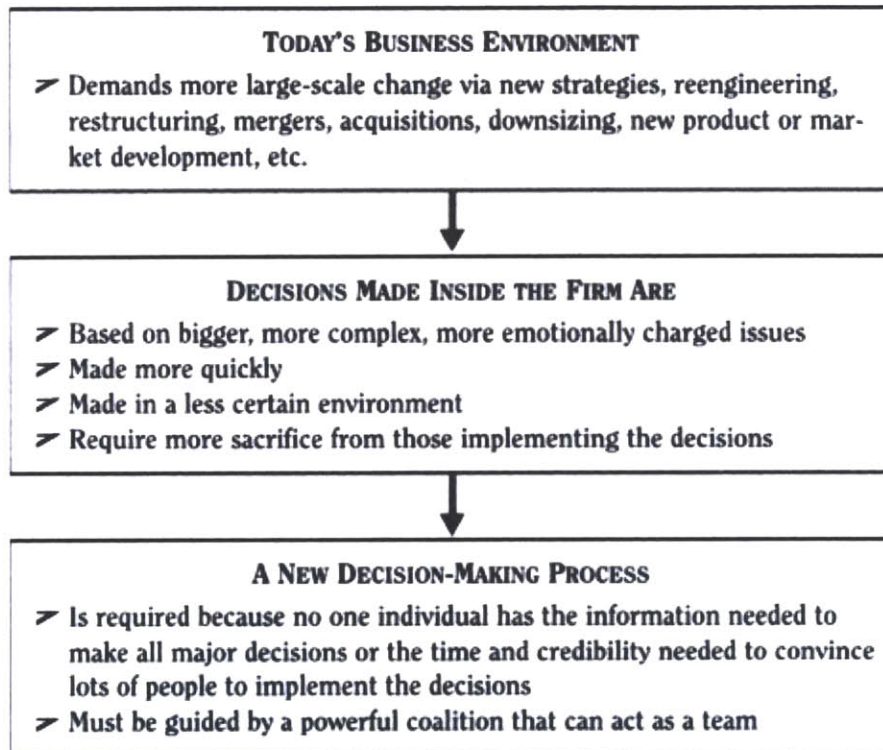 TODAY'S BUSINESS ENVIRONMENT
➢ Demands more large-scale change via new strategies, reengineering,
restructuring, mergers, acquisitions, downsizing, new product or mar-
ket development, etc.
DECISIONS MADE INSIDE THE FIRM ARE
➢ Based on bigger, more complex, more emotionally charged issues
➢ Made more quickly
➢ Made in a less certain environment
➢ Require more sacrifice from those implementing the decisions
A NEW DECISION-MAKING PROCESS
➢ Is required because no one individual has the information needed to
make all major decisions or the time and credibility needed to convince
lots of people to implement the decisions
➢ Must be guided by a powerful coalition that can act as a team